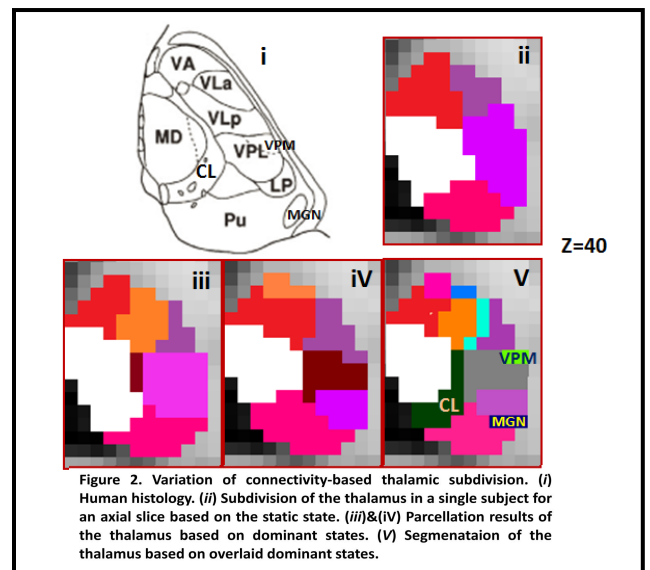 i
VA
VLa
VLp
MD
VPL
VPM
CL
LP
Pu
MGN
ii
Z=40
iii
iV
V
VPM
CL
MGN
Figure 2. Variation of connectivity-based thalamic subdivision. (i)
Human histology. (ii) Subdivision of the thalamus in a single subject for
an axial slice based on the static state. (iii)&(iV) Parcellation results of
the thalamus based on dominant states. (V) Segmenataion of the
thalamus based on overlaid dominant states.